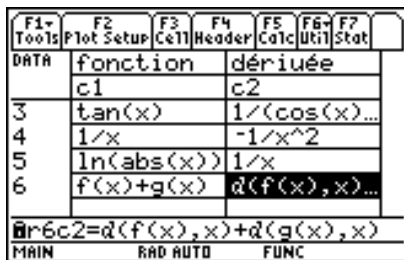 F1▾ F2 F3 F4 F5 F6▾ F7
Tools Plot Setup Cell Header Calc Util Stat
DATA fonction dériuée
c1 c2
3 tan(x) 1/(cos(x)…
4 1/x -1/x^2
5 ln(abs(x)) 1/x
6 f(x)+g(x) d(f(x),x)…
r6c2=d(f(x),x)+d(g(x),x)
MAIN RAD AUTO FUNC